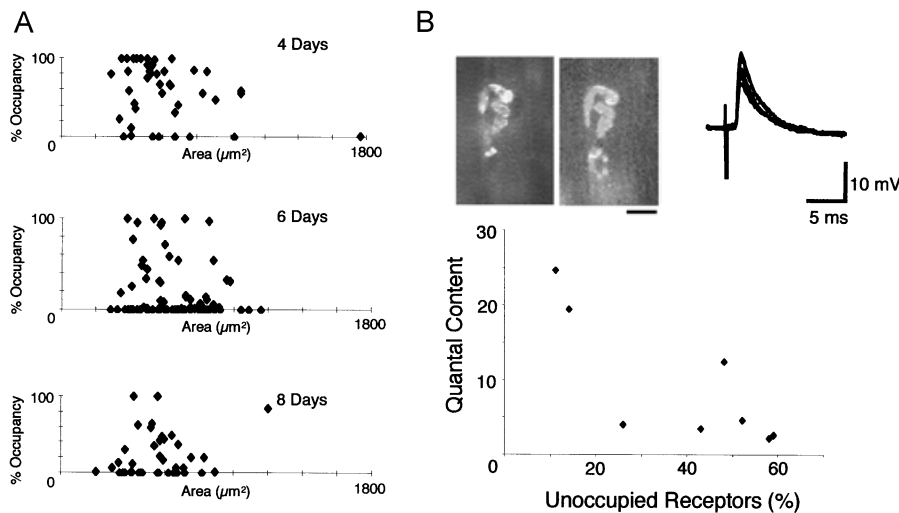 A
4 Days
% Occupancy
100
0
Area (µm²)
1800
6 Days
% Occupancy
100
0
Area (µm²)
1800
8 Days
% Occupancy
100
0
Area (µm²)
1800
B
10 mV
5 ms
Quantal Content
30
20
10
0
0
20
40
60
Unoccupied Receptors (%)